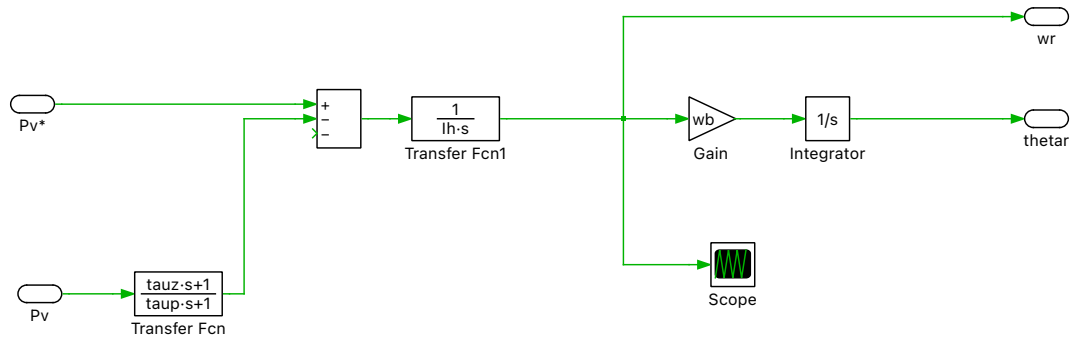 wr
Pv*
+
−
−
1
lh·s
Transfer Fcn1
wb
Gain
1/s
Integrator
thetar
Pv
tauz·s+1
taup·s+1
Transfer Fcn
Scope